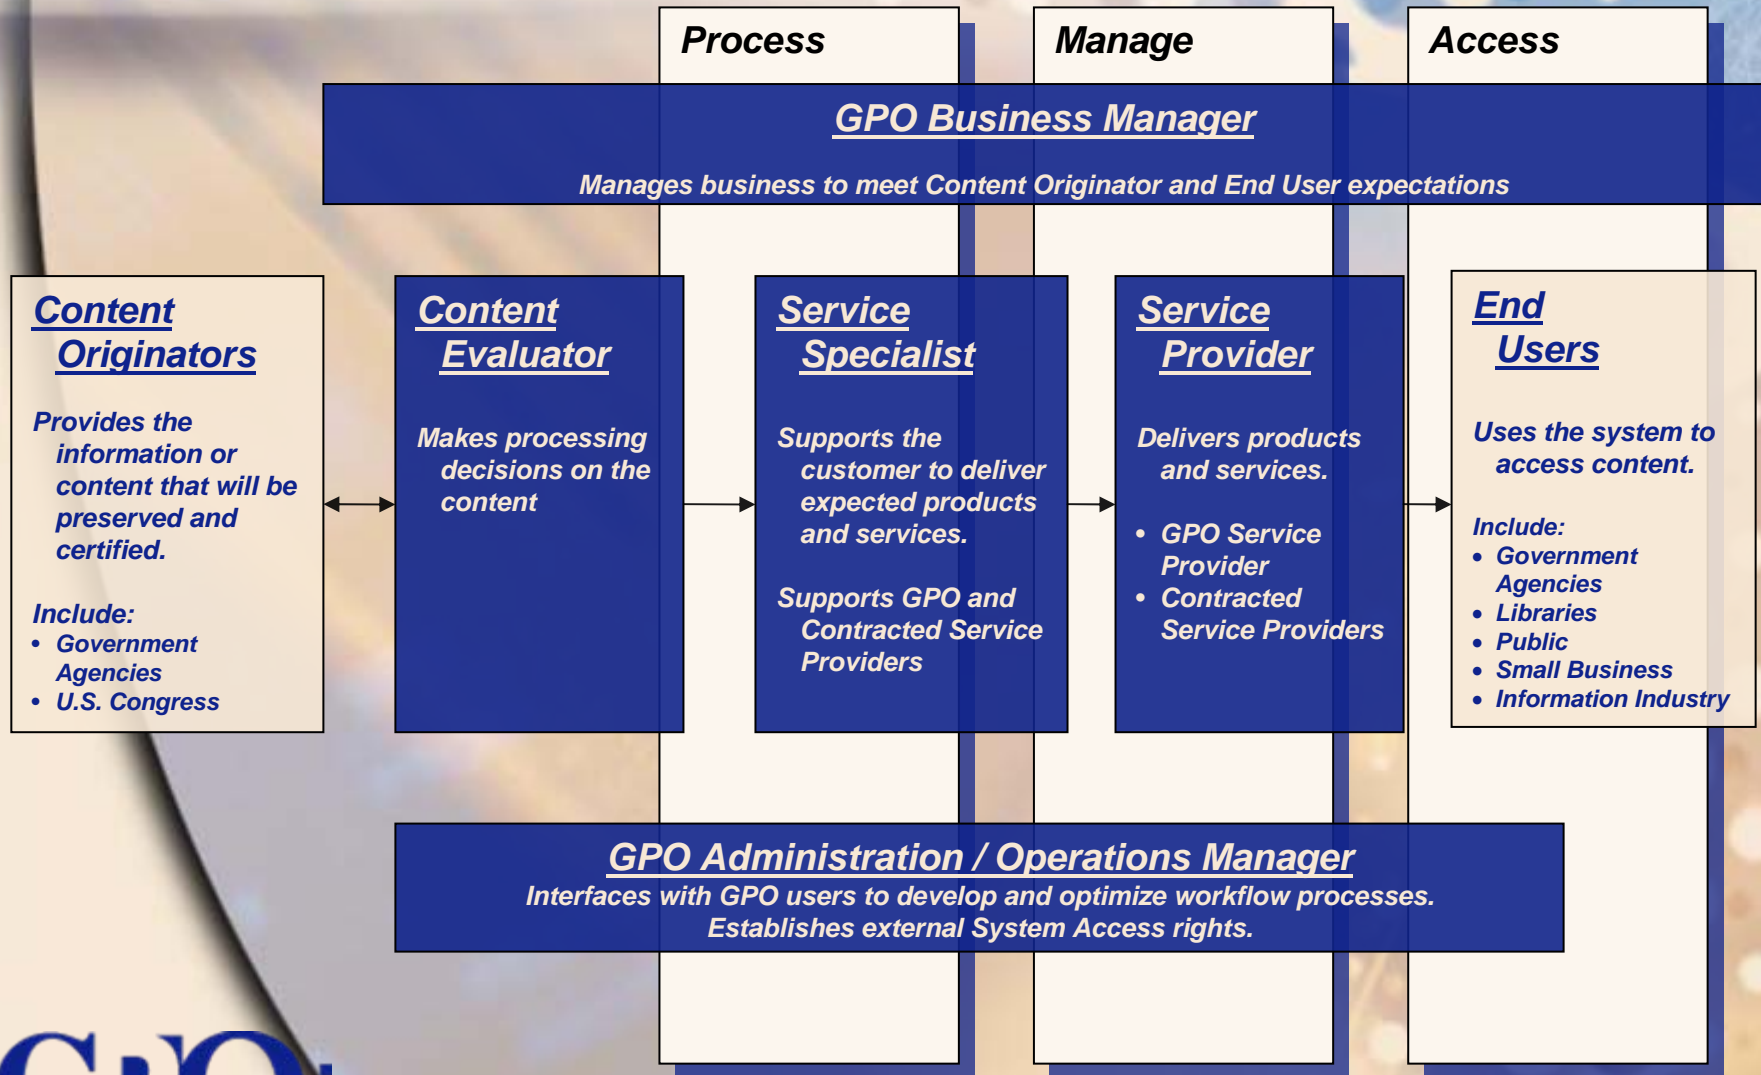 Process
Manage
Access
GPO Business Manager
Manages business to meet Content Originator and End User expectations
Content
Originators
Provides the
information or
content that will be
preserved and
certified.
Include:
• Government
Agencies
• U.S. Congress
Content
Evaluator
Makes processing
decisions on the
content
Service
Specialist
Supports the
customer to deliver
expected products
and services.
Supports GPO and
Contracted Service
Providers
Service
Provider
Delivers products
and services.
• GPO Service
Provider
• Contracted
Service Providers
End
Users
Uses the system to
access content.
Include:
• Government
Agencies
• Libraries
• Public
• Small Business
• Information Industry
GPO Administration / Operations Manager
Interfaces with GPO users to develop and optimize workflow processes.
Establishes external System Access rights.
GPO